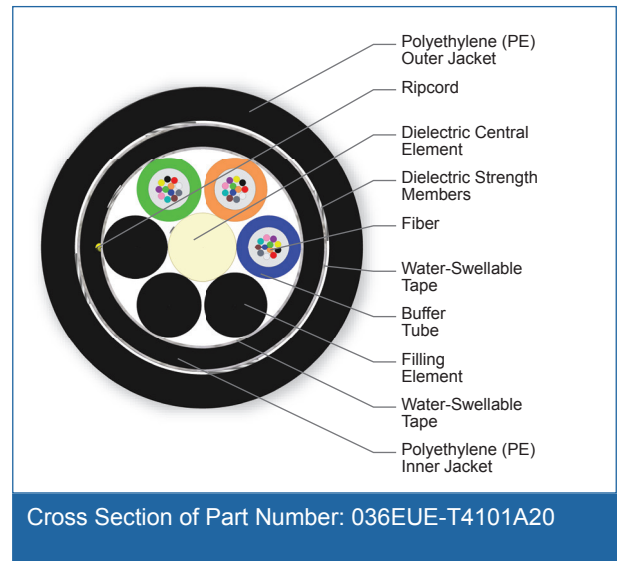 Polyethylene (PE)
Outer Jacket
Ripcord
Dielectric Central
Element
Dielectric Strength
Members
Fiber
Water-Swellable
Tape
Buffer
Tube
Filling
Element
Water-Swellable
Tape
Polyethylene (PE)
Inner Jacket
Cross Section of Part Number: 036EUE-T4101A20